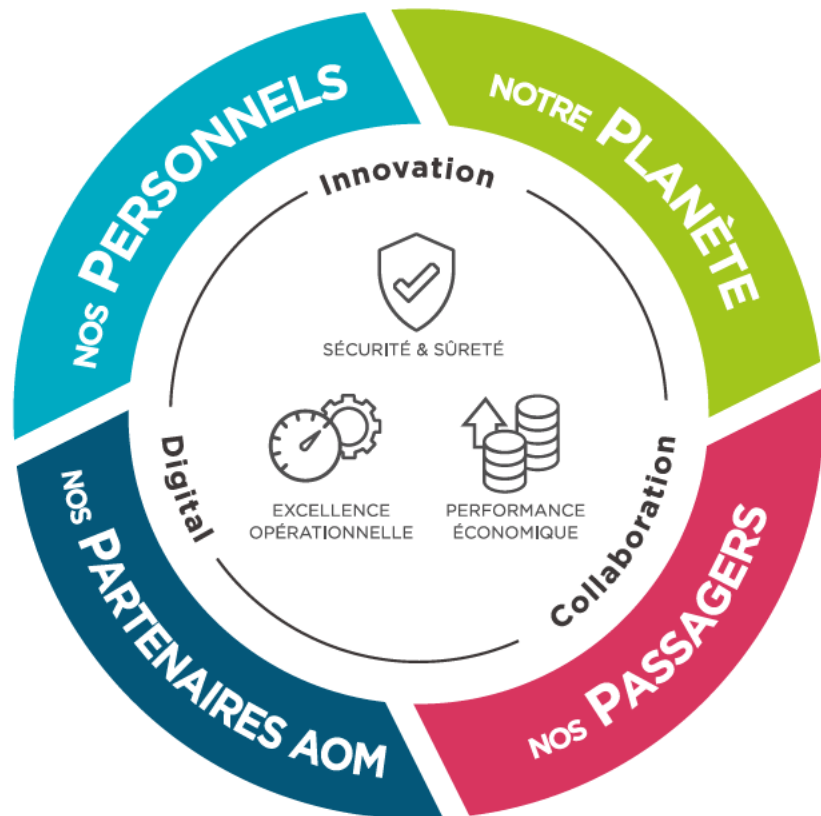 NOS PERSONNELS
NOTRE PLANÈTE
Innovation
SÉCURITÉ & SÛRETÉ
Digital
EXCELLENCE
OPÉRATIONNELLE
PERFORMANCE
ÉCONOMIQUE
Collaboration
NOS PARTENAIRES AOM
NOS PASSAGERS